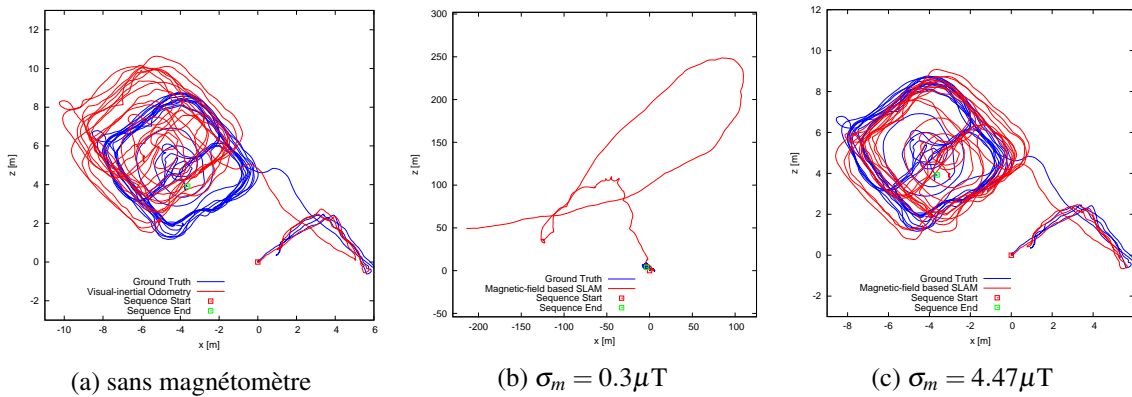 12
10
8
6
4
2
0
-2
z [m]
-10 -8 -6 -4 -2 0 2 4 6
x [m]
Ground Truth
Visual-inertial Odometry
Sequence Start
Sequence End
(a) sans magnétomètre
300
250
200
150
100
50
0
-50
z [m]
-200 -150 -100 -50 0 50 100
x [m]
Ground Truth
Magnetic-field based SLAM
Sequence Start
Sequence End
(b) σm = 0.3μT
12
10
8
6
4
2
0
-2
z [m]
-8 -6 -4 -2 0 2 4
x [m]
Ground Truth
Magnetic-field based SLAM
Sequence Start
Sequence End
(c) σm = 4.47μT